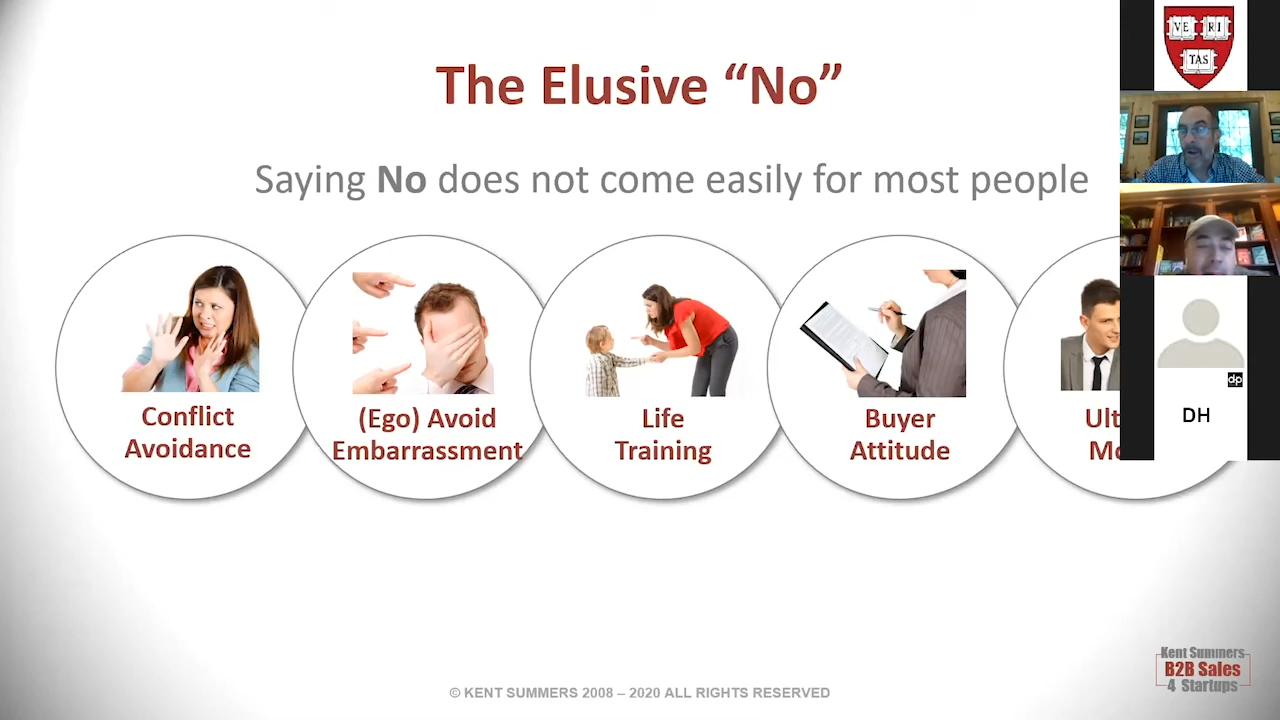 The Elusive “No”
Saying No does not come easily for most people
Conflict
Avoidance
(Ego) Avoid
Embarrassment
Life
Training
Buyer
Attitude
VE RI
TAS
dp
DH
Kent Summers
B2B Sales
4 Startups
© KENT SUMMERS 2008 – 2020 ALL RIGHTS RESERVED